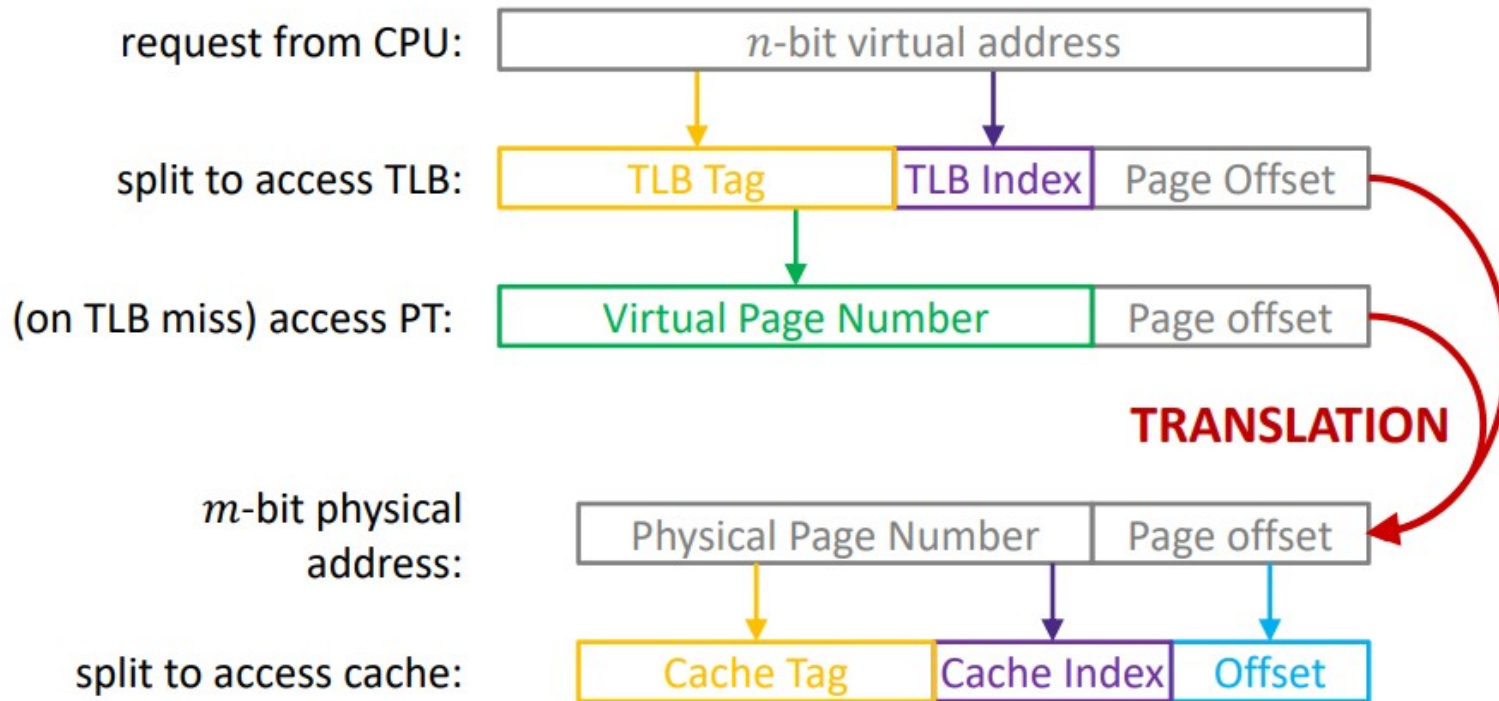 request from CPU: n-bit virtual address
split to access TLB: TLB Tag TLB Index Page Offset
(on TLB miss) access PT: Virtual Page Number Page offset
TRANSLATION
m-bit physical
address: Physical Page Number Page offset
split to access cache: Cache Tag Cache Index Offset